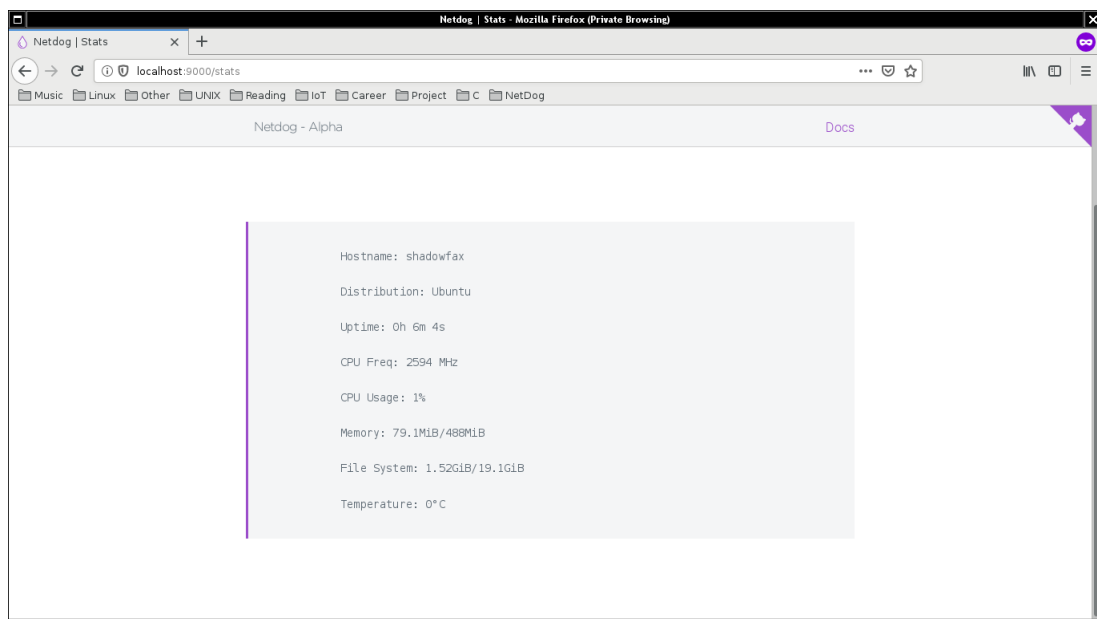 Netdog | Stats - Mozilla Firefox (Private Browsing)
Netdog | Stats
localhost:9000/stats
Music Linux Other UNIX Reading IoT Career Project C NetDog
Netdog - Alpha Docs
Hostname: shadowfax
Distribution: Ubuntu
Uptime: 0h 6m 4s
CPU Freq: 2594 MHz
CPU Usage: 1%
Memory: 79.1MiB/488MiB
File System: 1.52GiB/19.1GiB
Temperature: 0°C